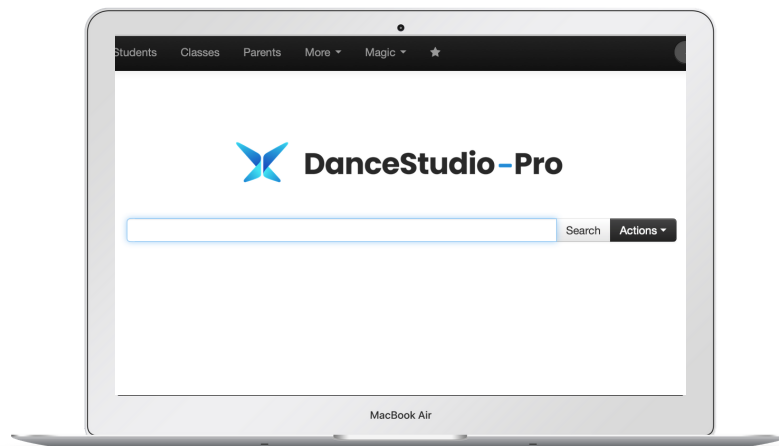 Students Classes Parents More Magic
DanceStudio-Pro
Search Actions
MacBook Air